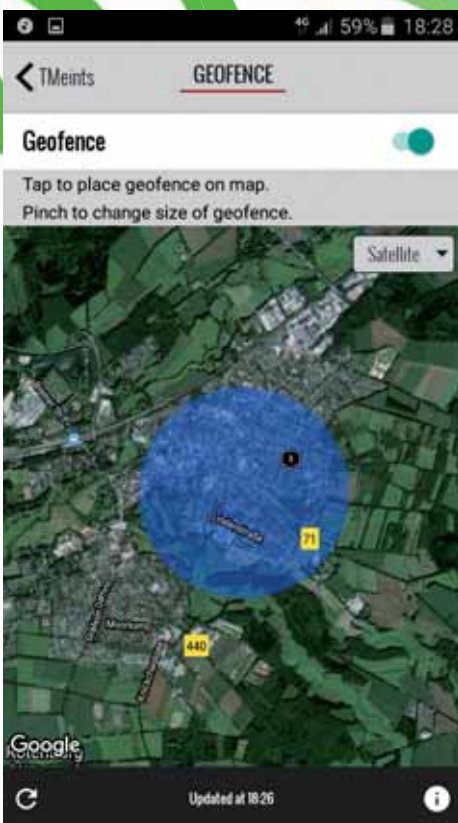 4G 59% 18:28
TMeints GEOFENCE
Geofence
Tap to place geofence on map.
Pinch to change size of geofence.
Satellite
71
440
Google
Updated at 18:26